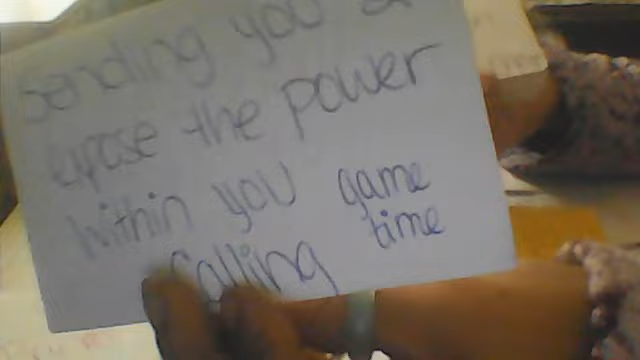 Sending you a
expose the power
within you game
calling time